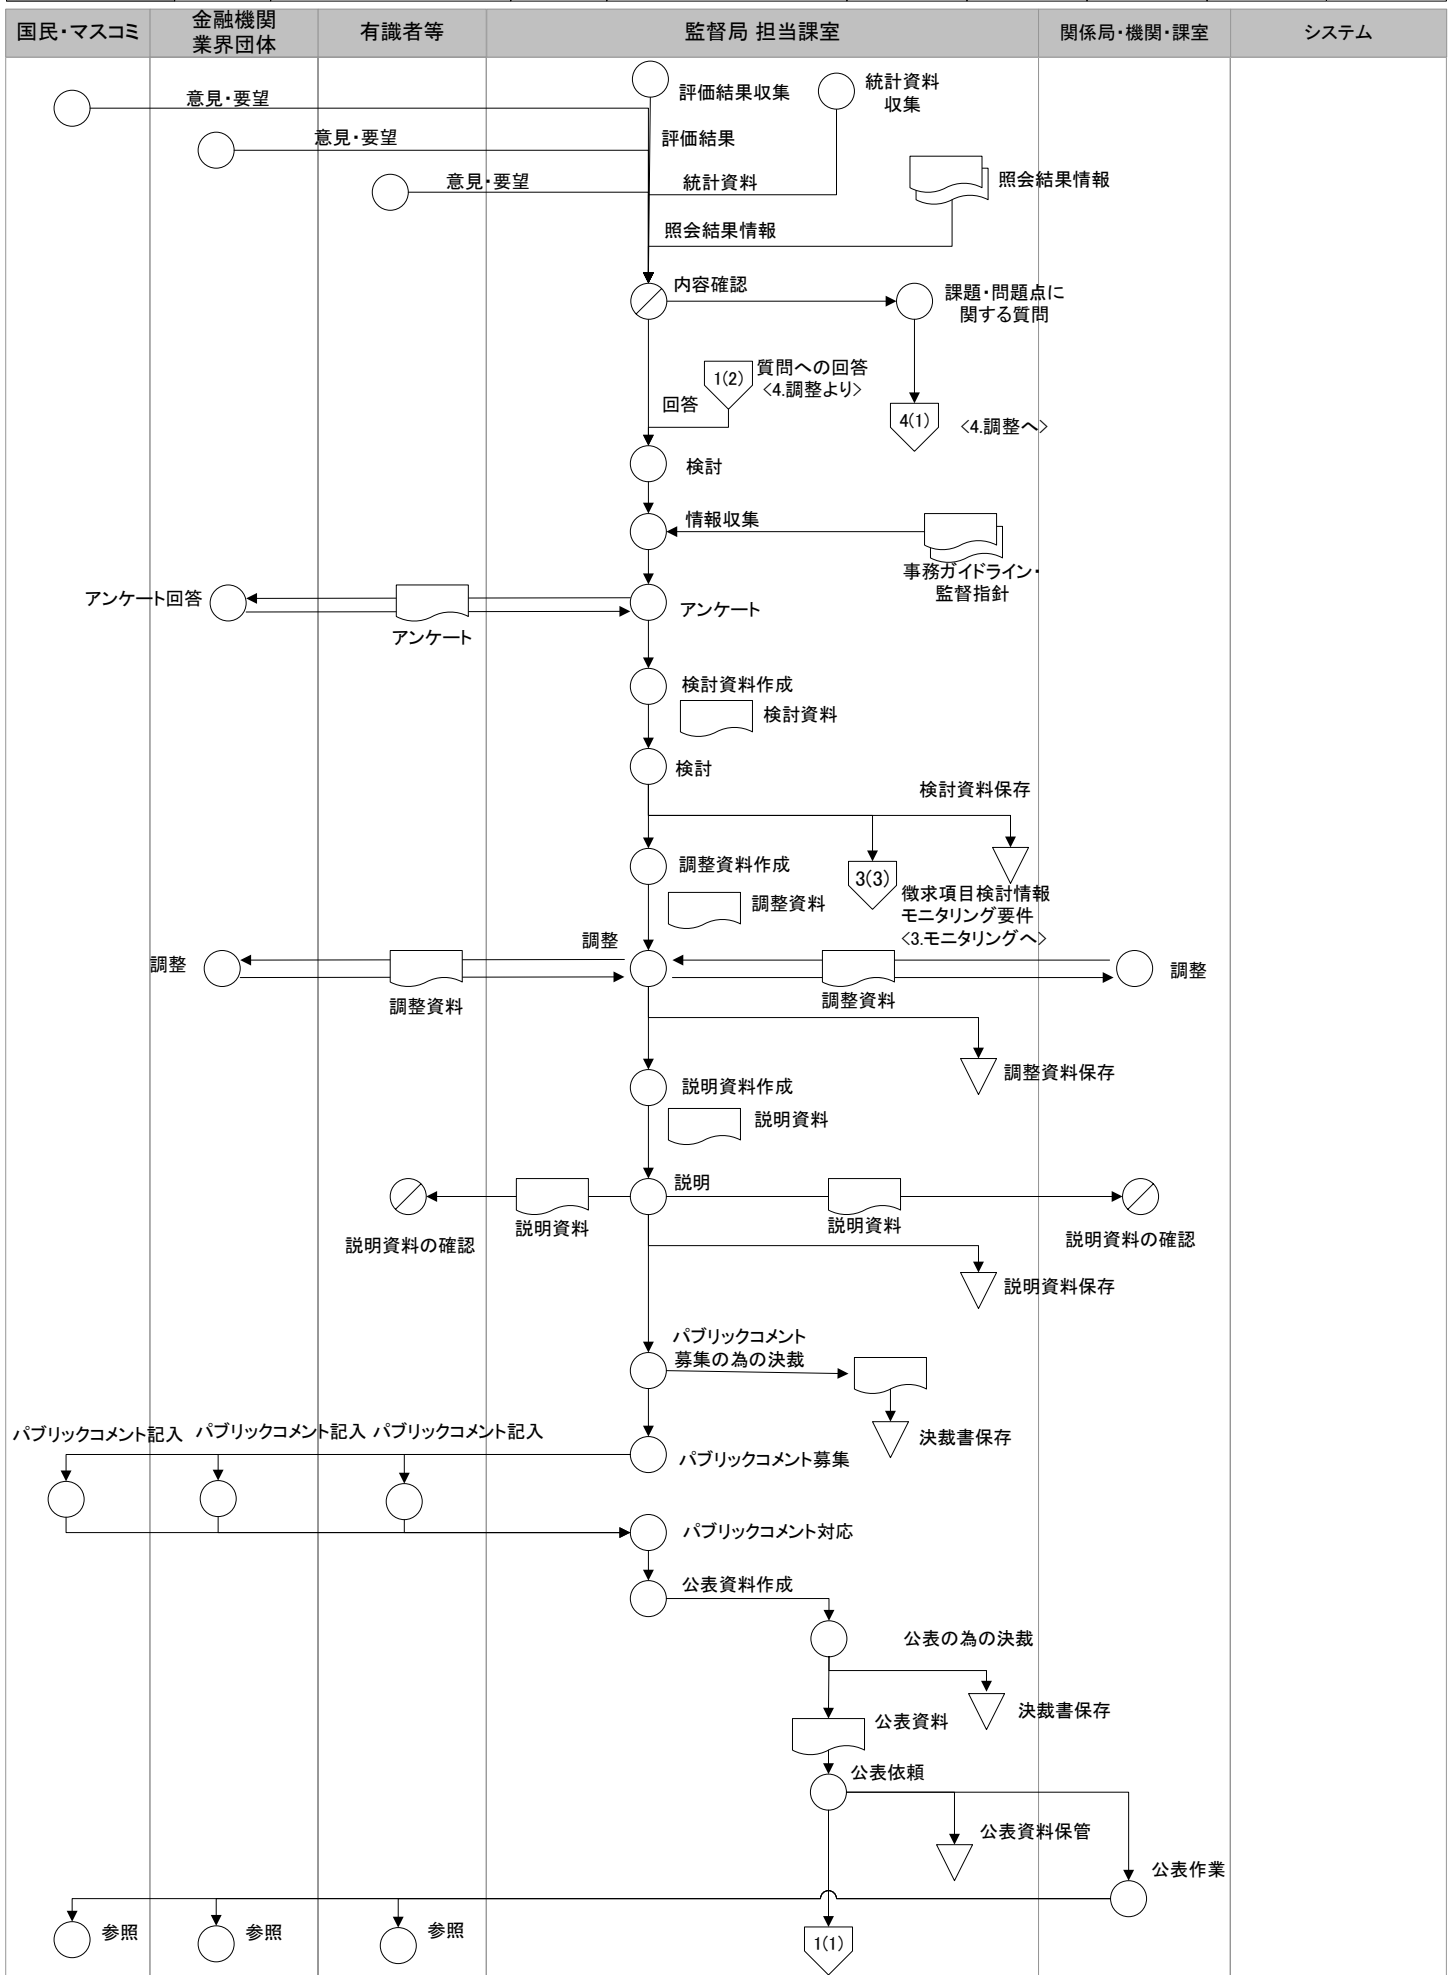 国民・マスコミ
金融機関
業界団体
有識者等
監督局 担当課室
関係局・機関・課室
システム
評価結果収集
統計資料
収集
意見・要望
意見・要望
評価結果
意見・要望
統計資料
照会結果情報
照会結果情報
内容確認
課題・問題点に
関する質問
1(2)
質問への回答
<4.調整より>
回答
4(1)
<4.調整へ>
検討
情報収集
事務ガイドライン・
監督指針
アンケート回答
アンケート
アンケート
検討資料作成
検討資料
検討
検討資料保存
調整資料作成
3(3)
徴求項目検討情報
モニタリング要件
<3.モニタリングへ>
調整資料
調整
調整
調整
調整資料
調整資料
調整資料保存
説明資料作成
説明資料
説明
説明資料
説明資料
説明資料の確認
説明資料の確認
説明資料保存
パブリックコメント
募集の為の決裁
決裁書保存
パブリックコメント記入
パブリックコメント記入
パブリックコメント記入
パブリックコメント募集
パブリックコメント対応
公表資料作成
公表の為の決裁
決裁書保存
公表資料
公表依頼
公表資料保管
公表作業
参照
参照
参照
1(1)